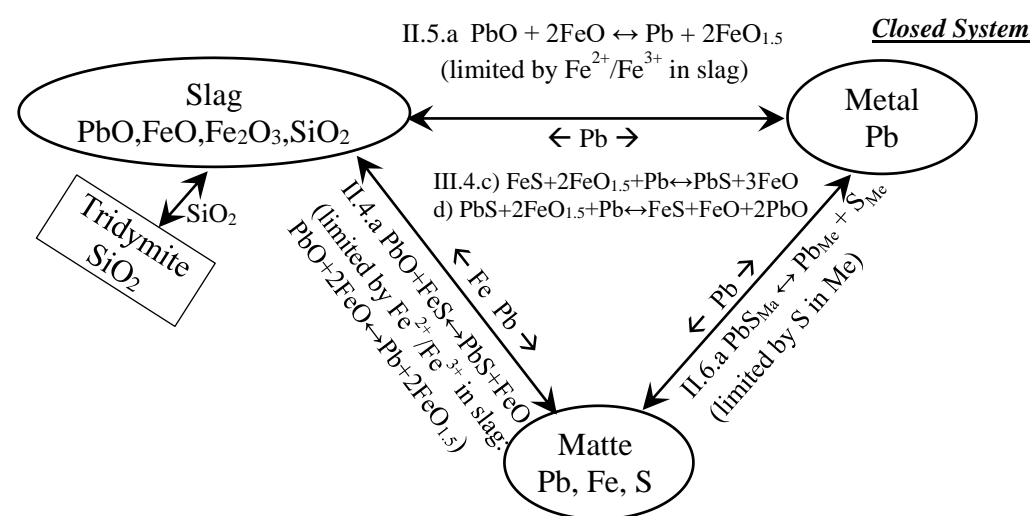 II.5.a PbO + 2FeO ↔ Pb + 2FeO₁.₅
(limited by Fe²⁺/Fe³⁺ in slag)
Closed System
Slag
PbO,FeO,Fe₂O₃,SiO₂
Metal
Pb
← Pb →
III.4.c) FeS+2FeO₁.₅+Pb↔PbS+3FeO
d) PbS+2FeO₁.₅+Pb↔FeS+FeO+2PbO
SiO₂
Tridymite
SiO₂
← Fe Pb →
II.4.a PbO+FeS↔PbS+FeO
(limited by Fe²⁺/Fe³⁺ in slag:
PbO+2FeO↔Pb+2FeO₁.₅)
← Pb →
II.6.a PbS_Ma ↔ Pb_Me + S_Me
(limited by S in Me)
Matte
Pb, Fe, S